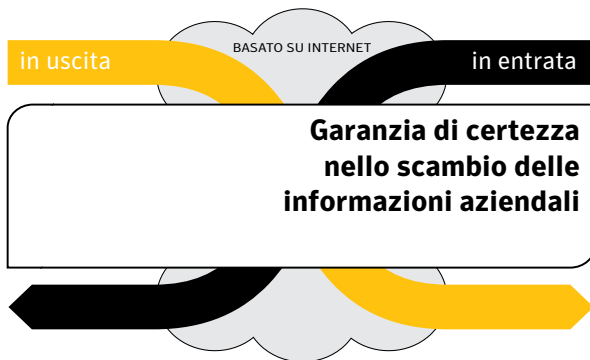 BASATO SU INTERNET
in uscita
in entrata
Garanzia di certezza
nello scambio delle
informazioni aziendali